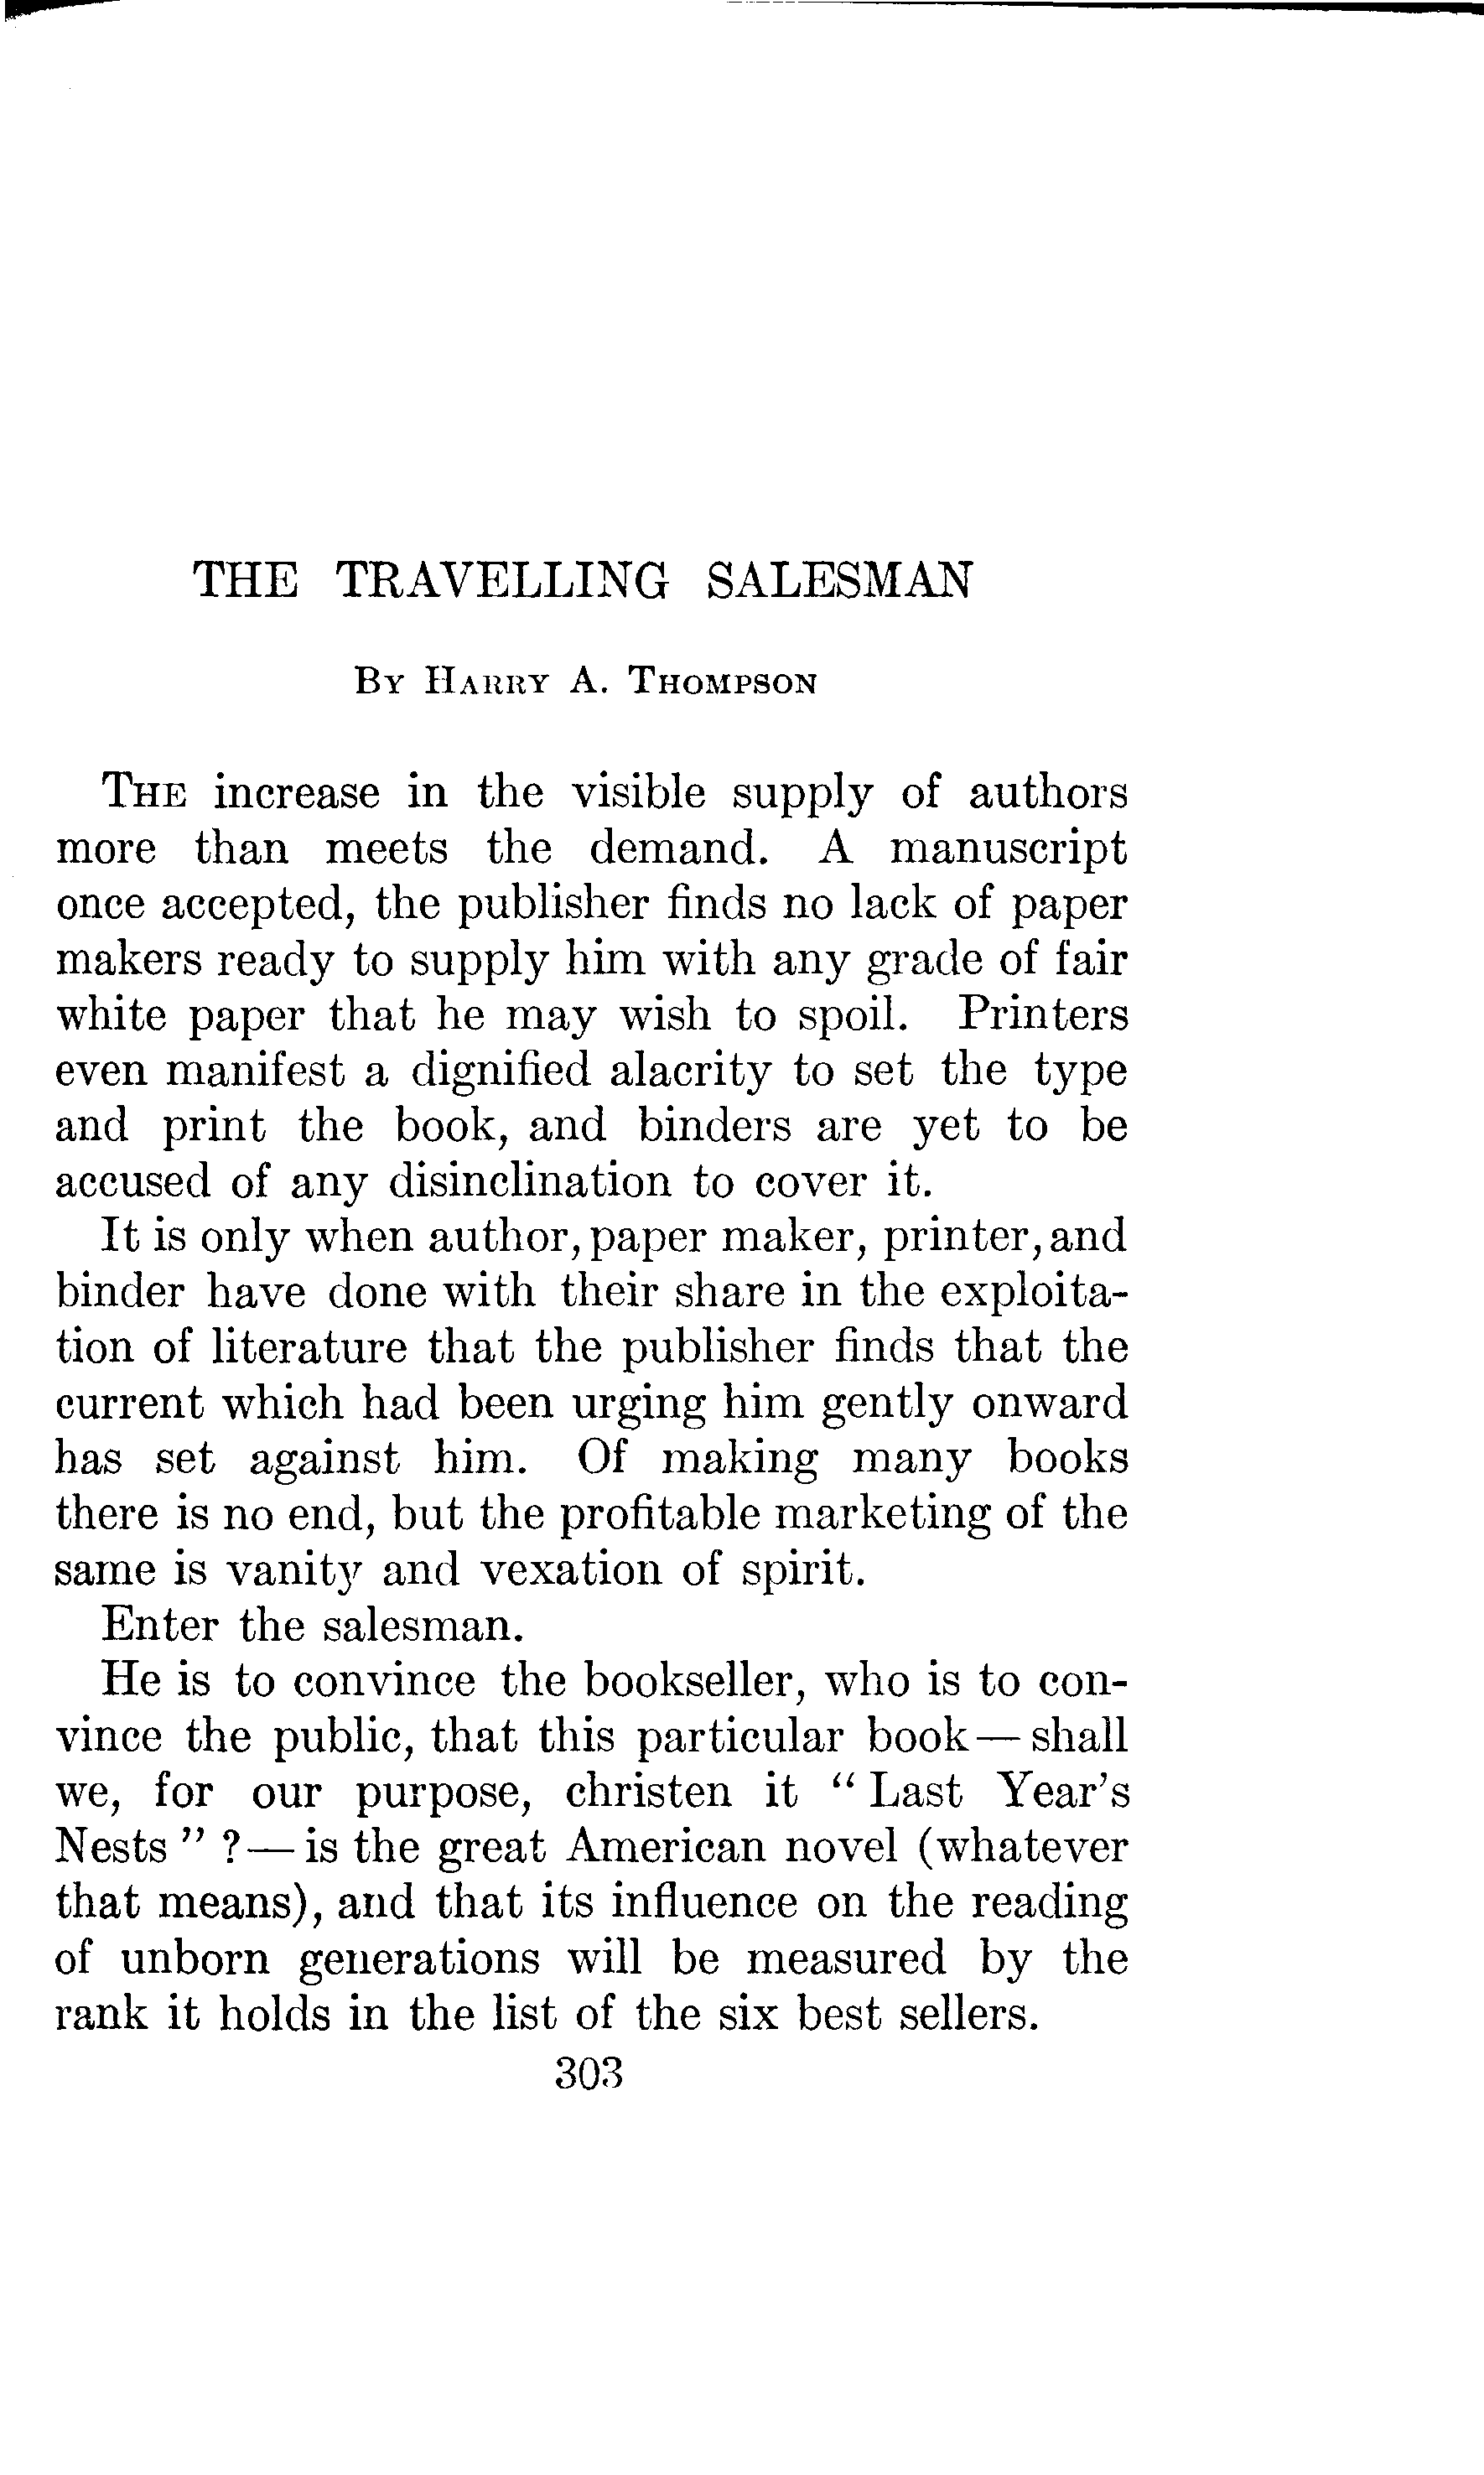 THE TRAVELLING SALESMAN
By Harry A. Thompson
The increase in the visible supply of authors
more than meets the demand. A manuscript
once accepted, the publisher finds no lack of paper
makers ready to supply him with any grade of fair
white paper that he may wish to spoil. Printers
even manifest a dignified alacrity to set the type
and print the book, and binders are yet to be
accused of any disinclination to cover it.
It is only when author, paper maker, printer, and
binder have done with their share in the exploita-
tion of literature that the publisher finds that the
current which had been urging him gently onward
has set against him. Of making many books
there is no end, but the profitable marketing of the
same is vanity and vexation of spirit.
Enter the salesman.
He is to convince the bookseller, who is to con-
vince the public, that this particular book — shall
we, for our purpose, christen it " Last Year's
Nests " ? — is the great American novel (whatever
that means), and that its influence on the reading
of unborn generations will be measured by the
rank it holds in the list of the six best sellers.
303